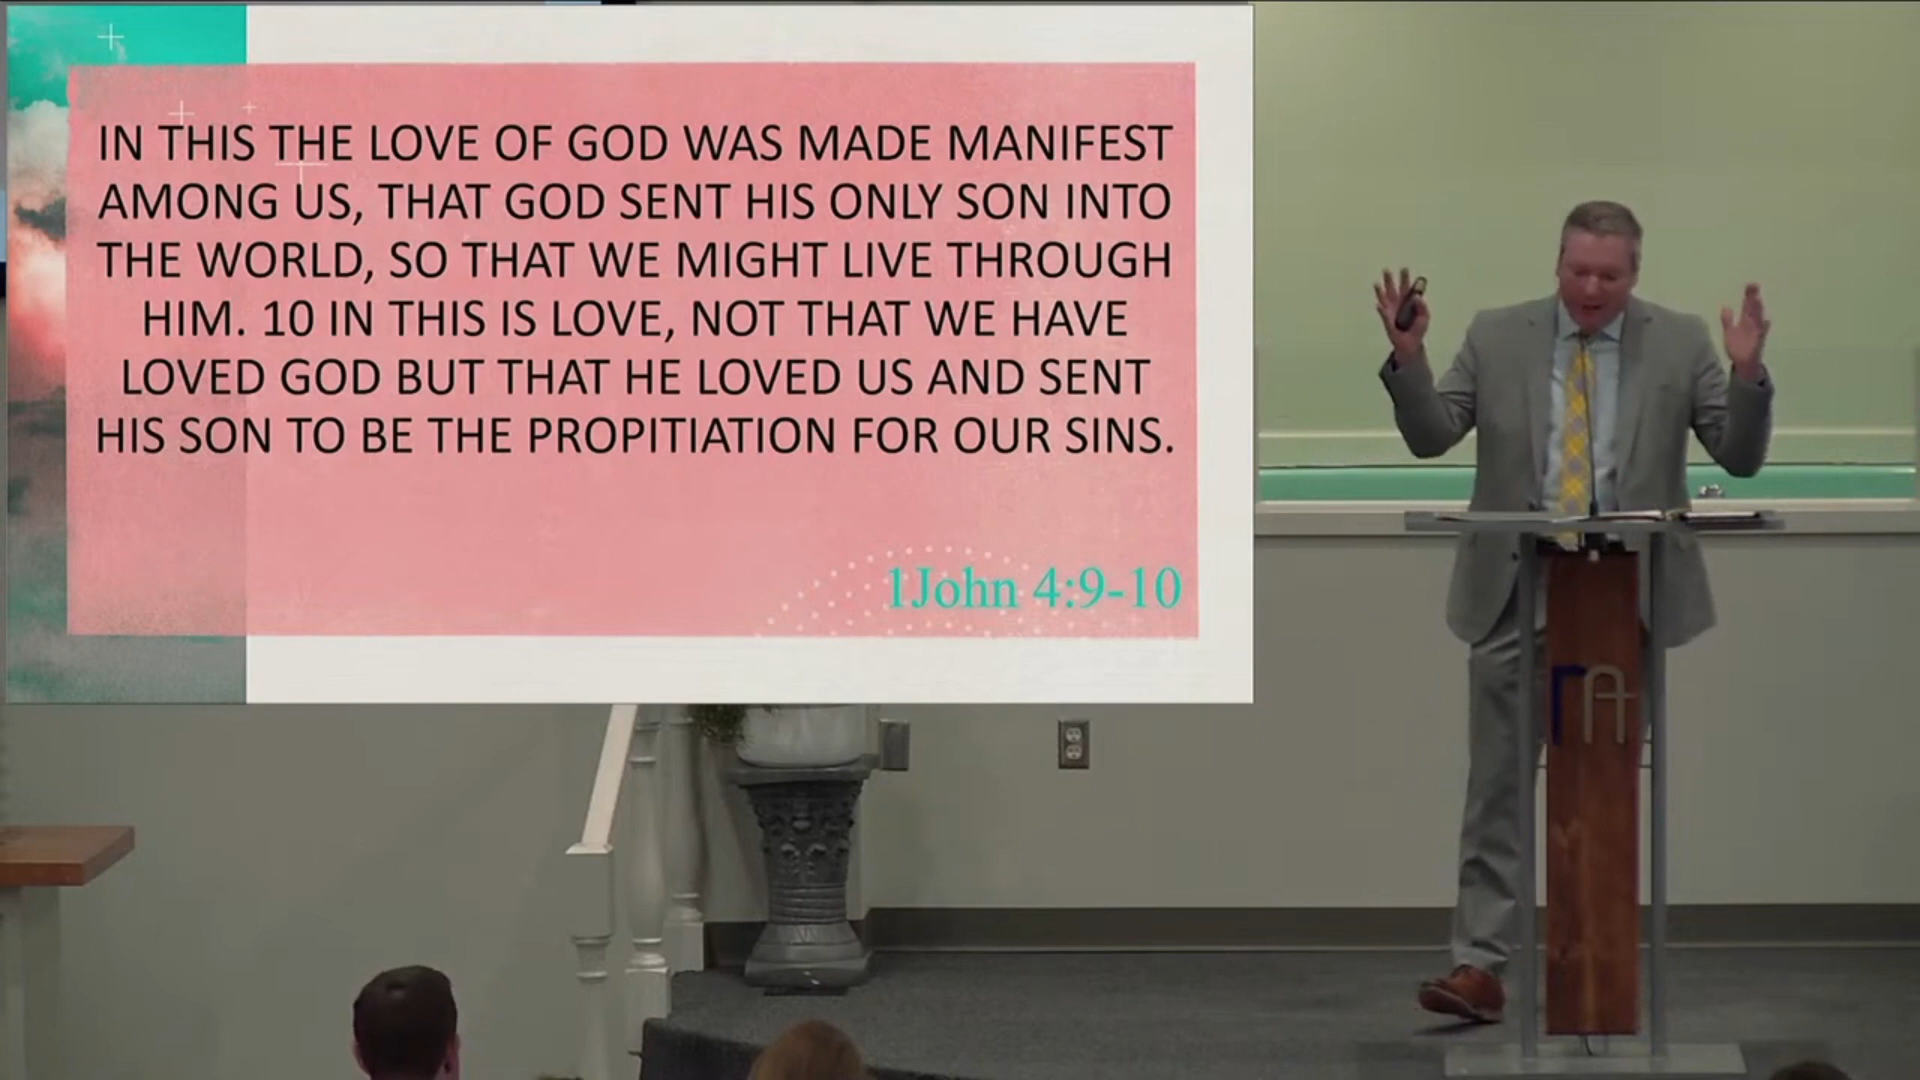 IN THIS THE LOVE OF GOD WAS MADE MANIFEST
AMONG US, THAT GOD SENT HIS ONLY SON INTO
THE WORLD, SO THAT WE MIGHT LIVE THROUGH
HIM. 10 IN THIS IS LOVE, NOT THAT WE HAVE
LOVED GOD BUT THAT HE LOVED US AND SENT
HIS SON TO BE THE PROPITIATION FOR OUR SINS.
1John 4:9-10